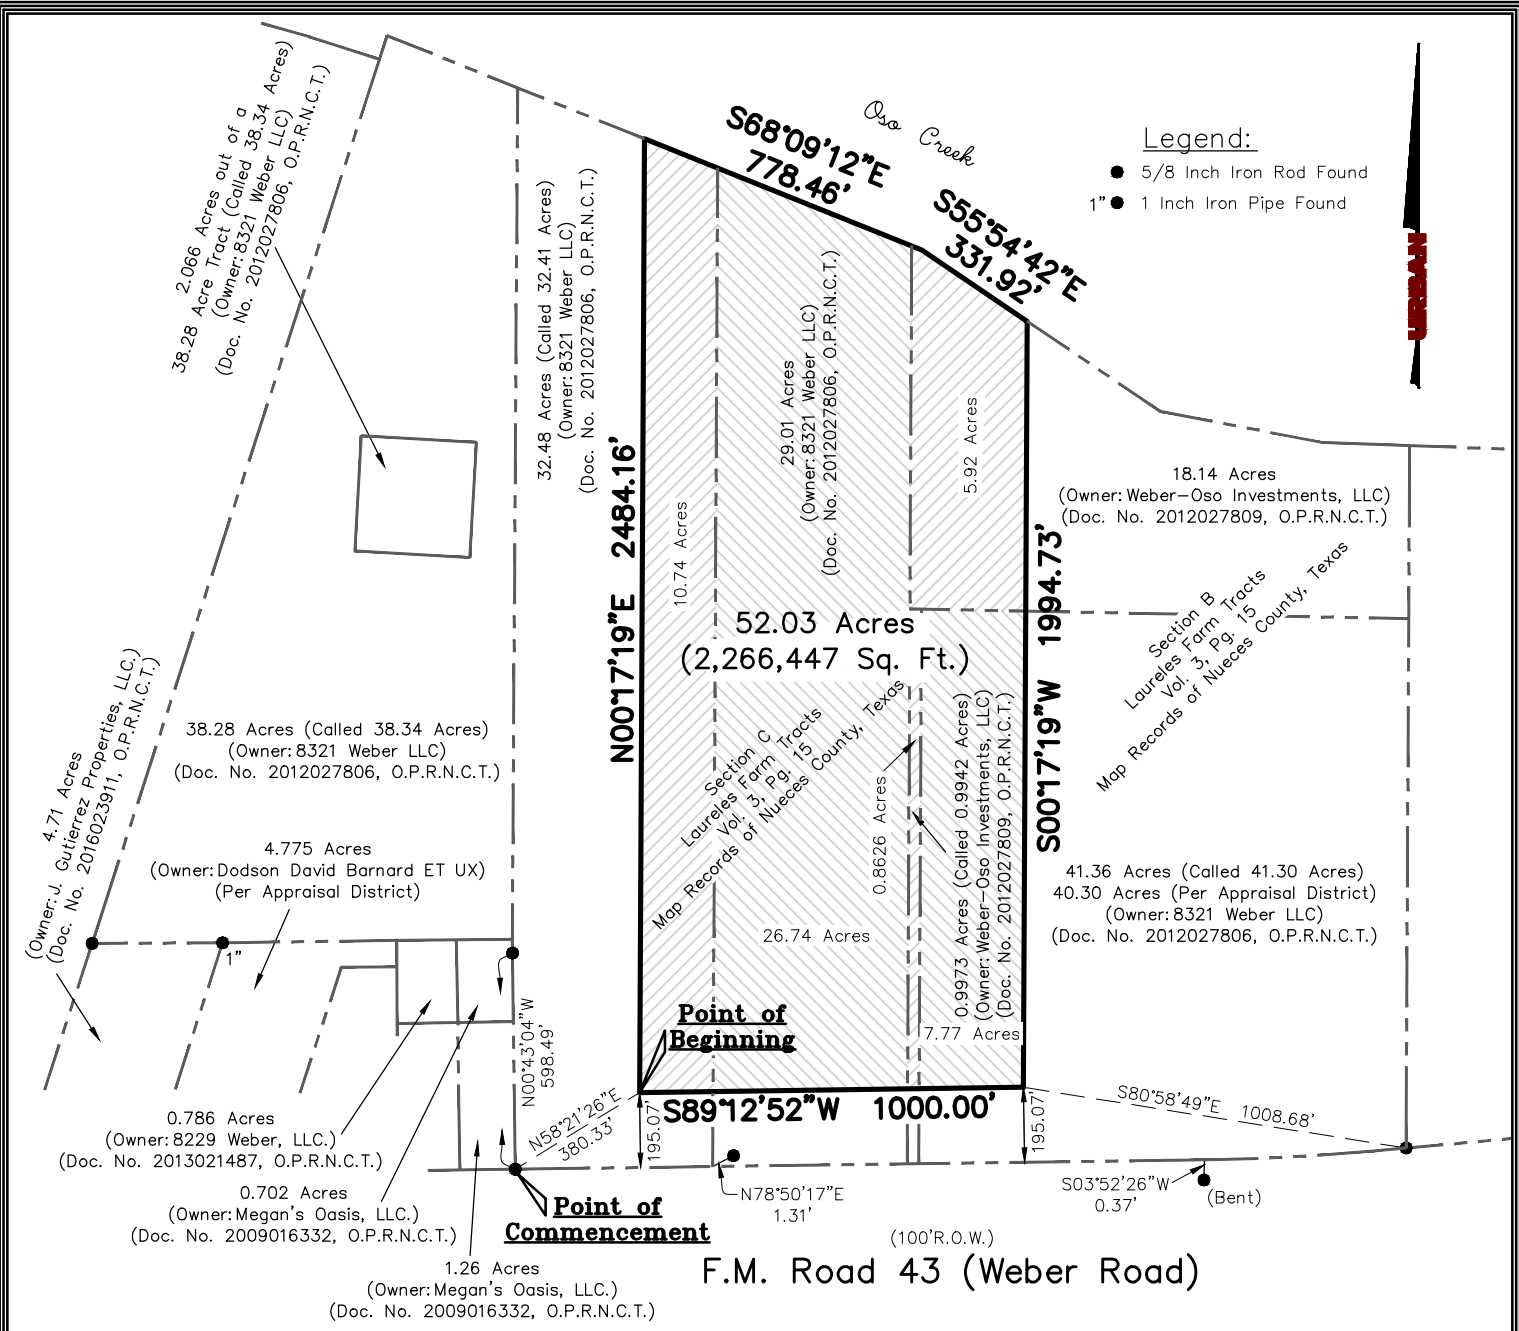 Legend:
5/8 Inch Iron Rod Found
1" 1 Inch Iron Pipe Found
URBAN
Oso Creek
S68°09'12"E
778.46'
S55°54'42"E
331.92'
2.066 Acres out of a
38.28 Acre Tract (Called 38.34 Acres)
(Owner: 8321 Weber LLC)
(Doc. No. 2012027806, O.P.R.N.C.T.)
32.48 Acres (Called 32.41 Acres)
(Owner: 8321 Weber LLC)
(Doc. No. 2012027806, O.P.R.N.C.T.)
N00°17'19"E 2484.16'
10.74 Acres
29.01 Acres
(Owner: 8321 Weber LLC)
(Doc. No. 2012027806, O.P.R.N.C.T.)
5.92 Acres
18.14 Acres
(Owner: Weber-Oso Investments, LLC)
(Doc. No. 2012027809, O.P.R.N.C.T.)
S00°17'19"W 1994.73'
Section B
Laureles Farm Tracts
Vol. 3, Pg. 15
Map Records of Nueces County, Texas
52.03 Acres
(2,266,447 Sq. Ft.)
Section C
Laureles Farm Tracts
Vol. 3, Pg. 15
Map Records of Nueces County, Texas
0.8626 Acres
0.9973 Acres (Called 0.9942 Acres)
(Owner: Weber-Oso Investments, LLC)
(Doc. No. 2012027809, O.P.R.N.C.T.)
26.74 Acres
7.77 Acres
38.28 Acres (Called 38.34 Acres)
(Owner: 8321 Weber LLC)
(Doc. No. 2012027806, O.P.R.N.C.T.)
4.71 Acres
(Owner: J. Gutierrez Properties, LLC.)
(Doc. No. 2016023911, O.P.R.N.C.T.)
4.775 Acres
(Owner: Dodson David Barnard ET UX)
(Per Appraisal District)
1"
41.36 Acres (Called 41.30 Acres)
40.30 Acres (Per Appraisal District)
(Owner: 8321 Weber LLC)
(Doc. No. 2012027806, O.P.R.N.C.T.)
Point of
Beginning
N00°43'04"W
598.49'
N58°21'26"E
380.33'
195.07'
S89°12'52"W 1000.00'
195.07'
S80°58'49"E 1008.68'
0.786 Acres
(Owner: 8229 Weber, LLC.)
(Doc. No. 2013021487, O.P.R.N.C.T.)
0.702 Acres
(Owner: Megan's Oasis, LLC.)
(Doc. No. 2009016332, O.P.R.N.C.T.)
1.26 Acres
(Owner: Megan's Oasis, LLC.)
(Doc. No. 2009016332, O.P.R.N.C.T.)
Point of
Commencement
N78°50'17"E
1.31'
S03°52'26"W
0.37'
(Bent)
(100'R.O.W.)
F.M. Road 43 (Weber Road)